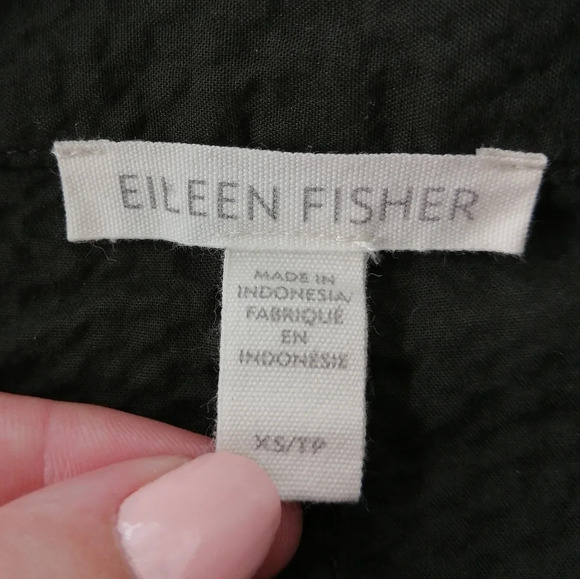 EILEEN FISHER
MADE IN
INDONESIA/
FABRIQUÉ
EN
INDONÉSIE
XS/TP